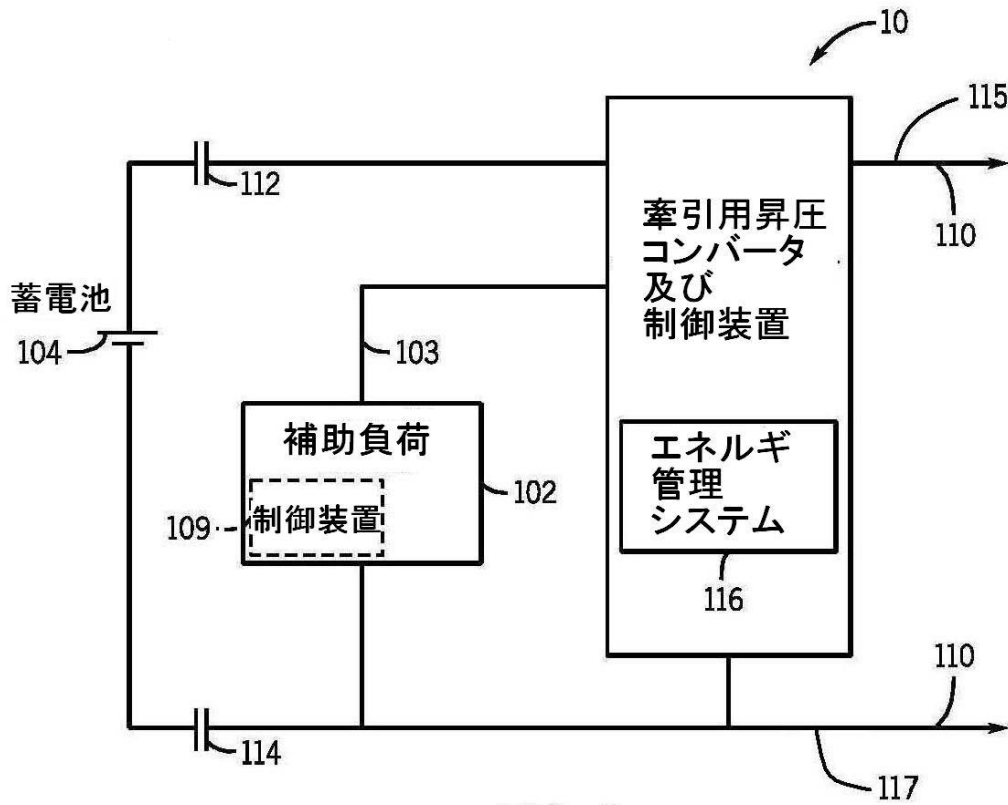 10
115
112
110
牽引用昇圧
コンバータ
及び
制御装置
蓄電池
104
103
補助負荷
102
109
制御装置
エネルギ
管理
システム
116
110
114
117